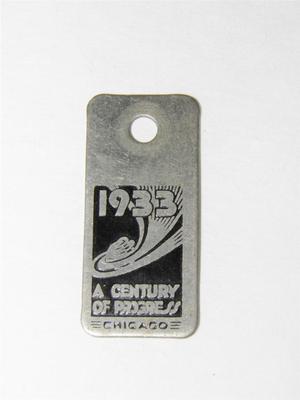 1933
A CENTURY
OF PROGRESS
CHICAGO